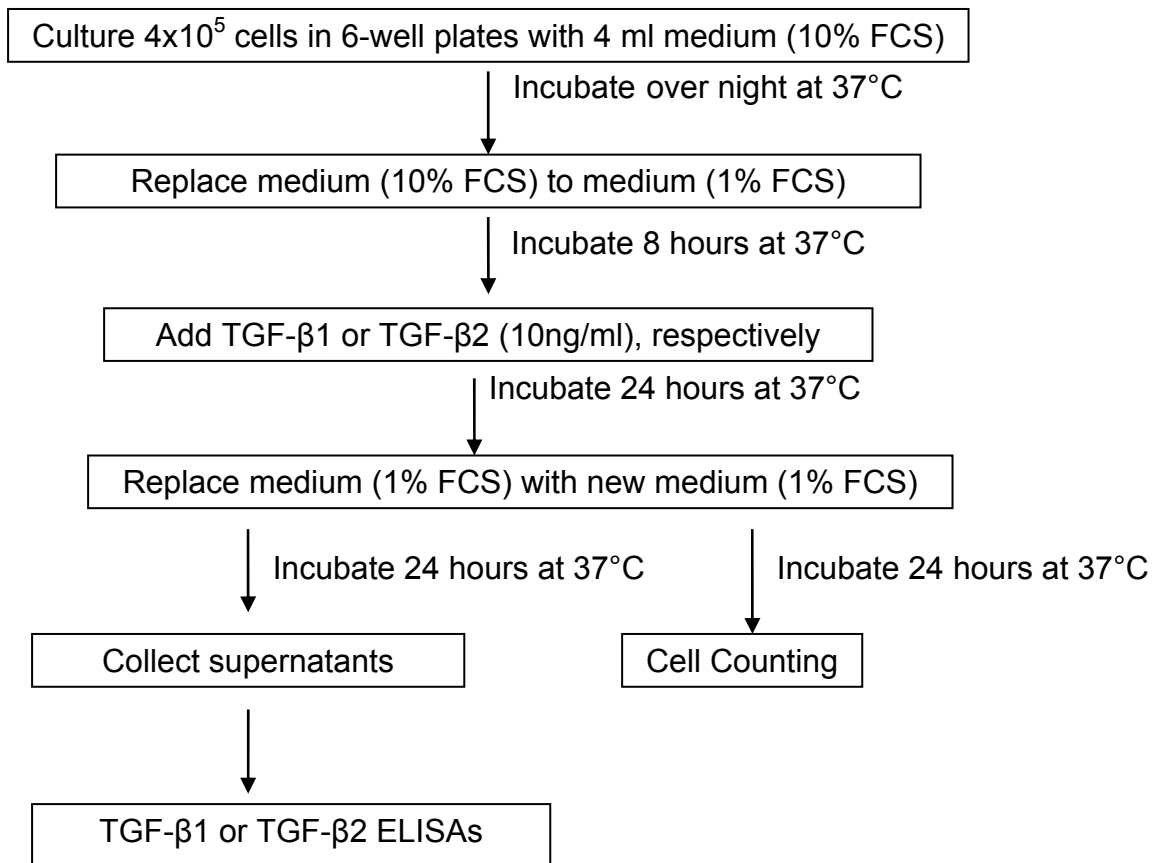 Culture 4x10⁵ cells in 6-well plates with 4 ml medium (10% FCS)
Incubate over night at 37°C
Replace medium (10% FCS) to medium (1% FCS)
Incubate 8 hours at 37°C
Add TGF-β1 or TGF-β2 (10ng/ml), respectively
Incubate 24 hours at 37°C
Replace medium (1% FCS) with new medium (1% FCS)
Incubate 24 hours at 37°C
Incubate 24 hours at 37°C
Collect supernatants
Cell Counting
TGF-β1 or TGF-β2 ELISAs